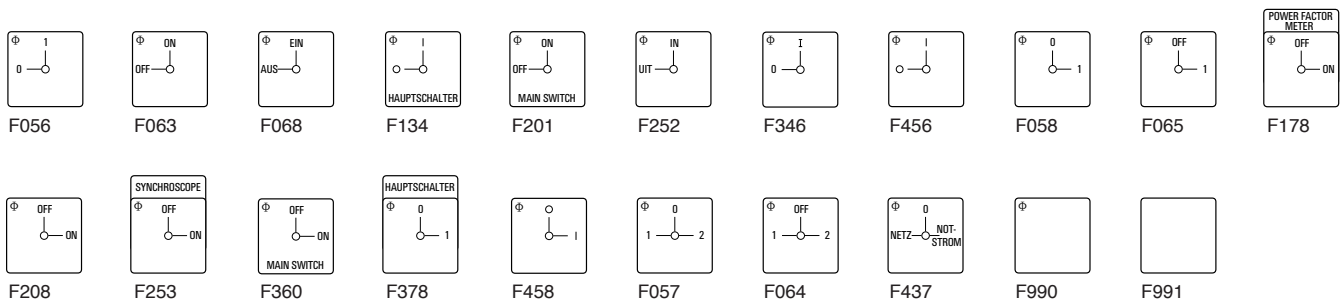 Φ 1
0
F056
Φ ON
OFF
F063
Φ EIN
AUS
F068
Φ I
O
HAUPTSCHALTER
F134
Φ ON
OFF
MAIN SWITCH
F201
Φ IN
UIT
F252
Φ I
0
F346
Φ I
O
F456
Φ 0
1
F058
Φ OFF
1
F065
POWER FACTOR
METER
Φ OFF
ON
F178
Φ OFF
ON
F208
SYNCHROSCOPE
Φ OFF
ON
F253
Φ OFF
ON
MAIN SWITCH
F360
HAUPTSCHALTER
Φ 0
1
F378
Φ O
I
F458
Φ 0
1 2
F057
Φ OFF
1 2
F064
Φ 0
NETZ NOT-
STROM
F437
Φ
F990
F991